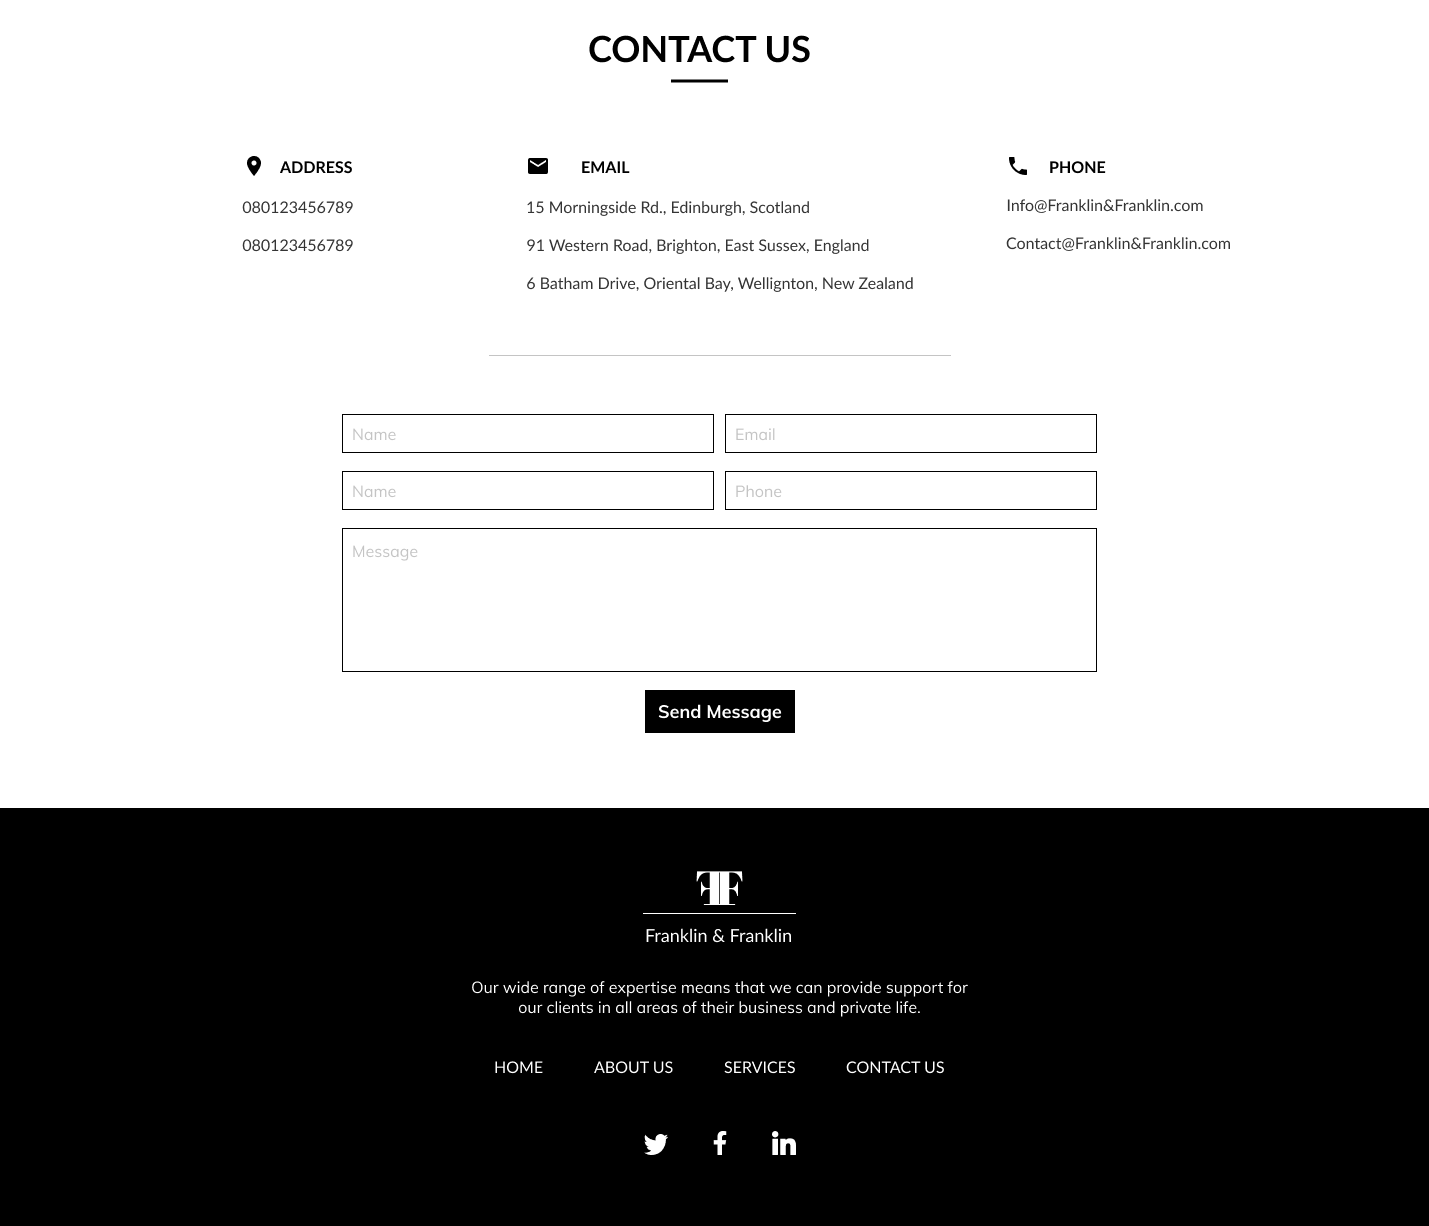 CONTACT US
ADDRESS
080123456789
080123456789
EMAIL
15 Morningside Rd., Edinburgh, Scotland
91 Western Road, Brighton, East Sussex, England
6 Batham Drive, Oriental Bay, Wellignton, New Zealand
PHONE
Info@Franklin&Franklin.com
Contact@Franklin&Franklin.com
Name
Email
Name
Phone
Message
Send Message
FF
Franklin & Franklin
Our wide range of expertise means that we can provide support for
our clients in all areas of their business and private life.
HOME ABOUT US SERVICES CONTACT US